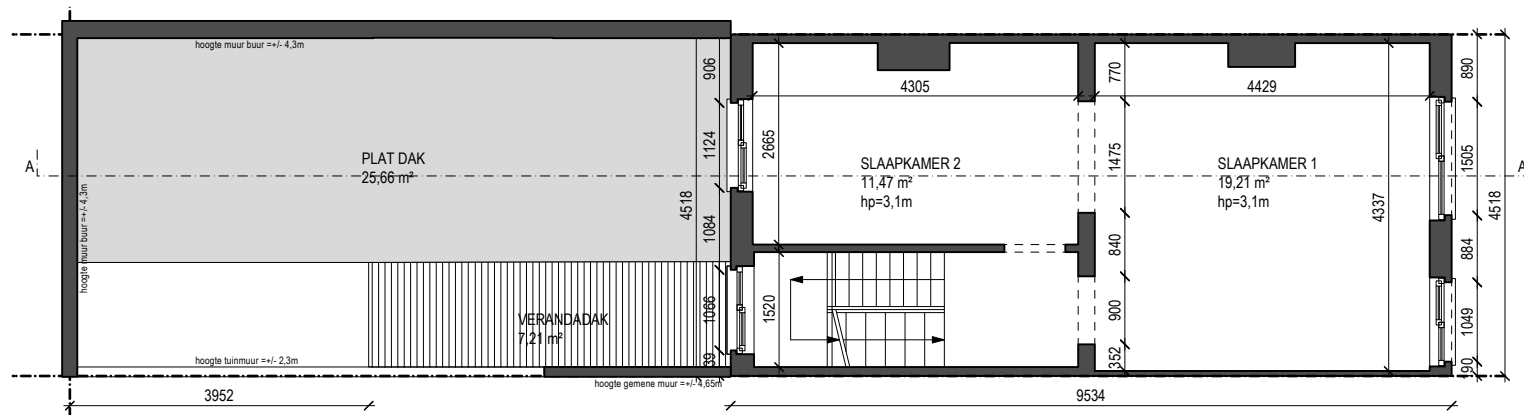 hoogte muur buur =+/- 4,3m
906
4305
770
4429
890
A
PLAT DAK
25,66 m²
1124
2665
SLAAPKAMER 2
11,47 m²
hp=3,1m
1475
SLAAPKAMER 1
19,21 m²
hp=3,1m
1505
A
hoogte muur buur =+/- 4,3m
4518
4337
4518
1084
840
884
VERANDADAK
7,21 m²
1066
1520
900
1049
hoogte tuinmuur =+/- 2,3m
39
352
90
hoogte gemene muur =+/- 4,65m
3952
9534